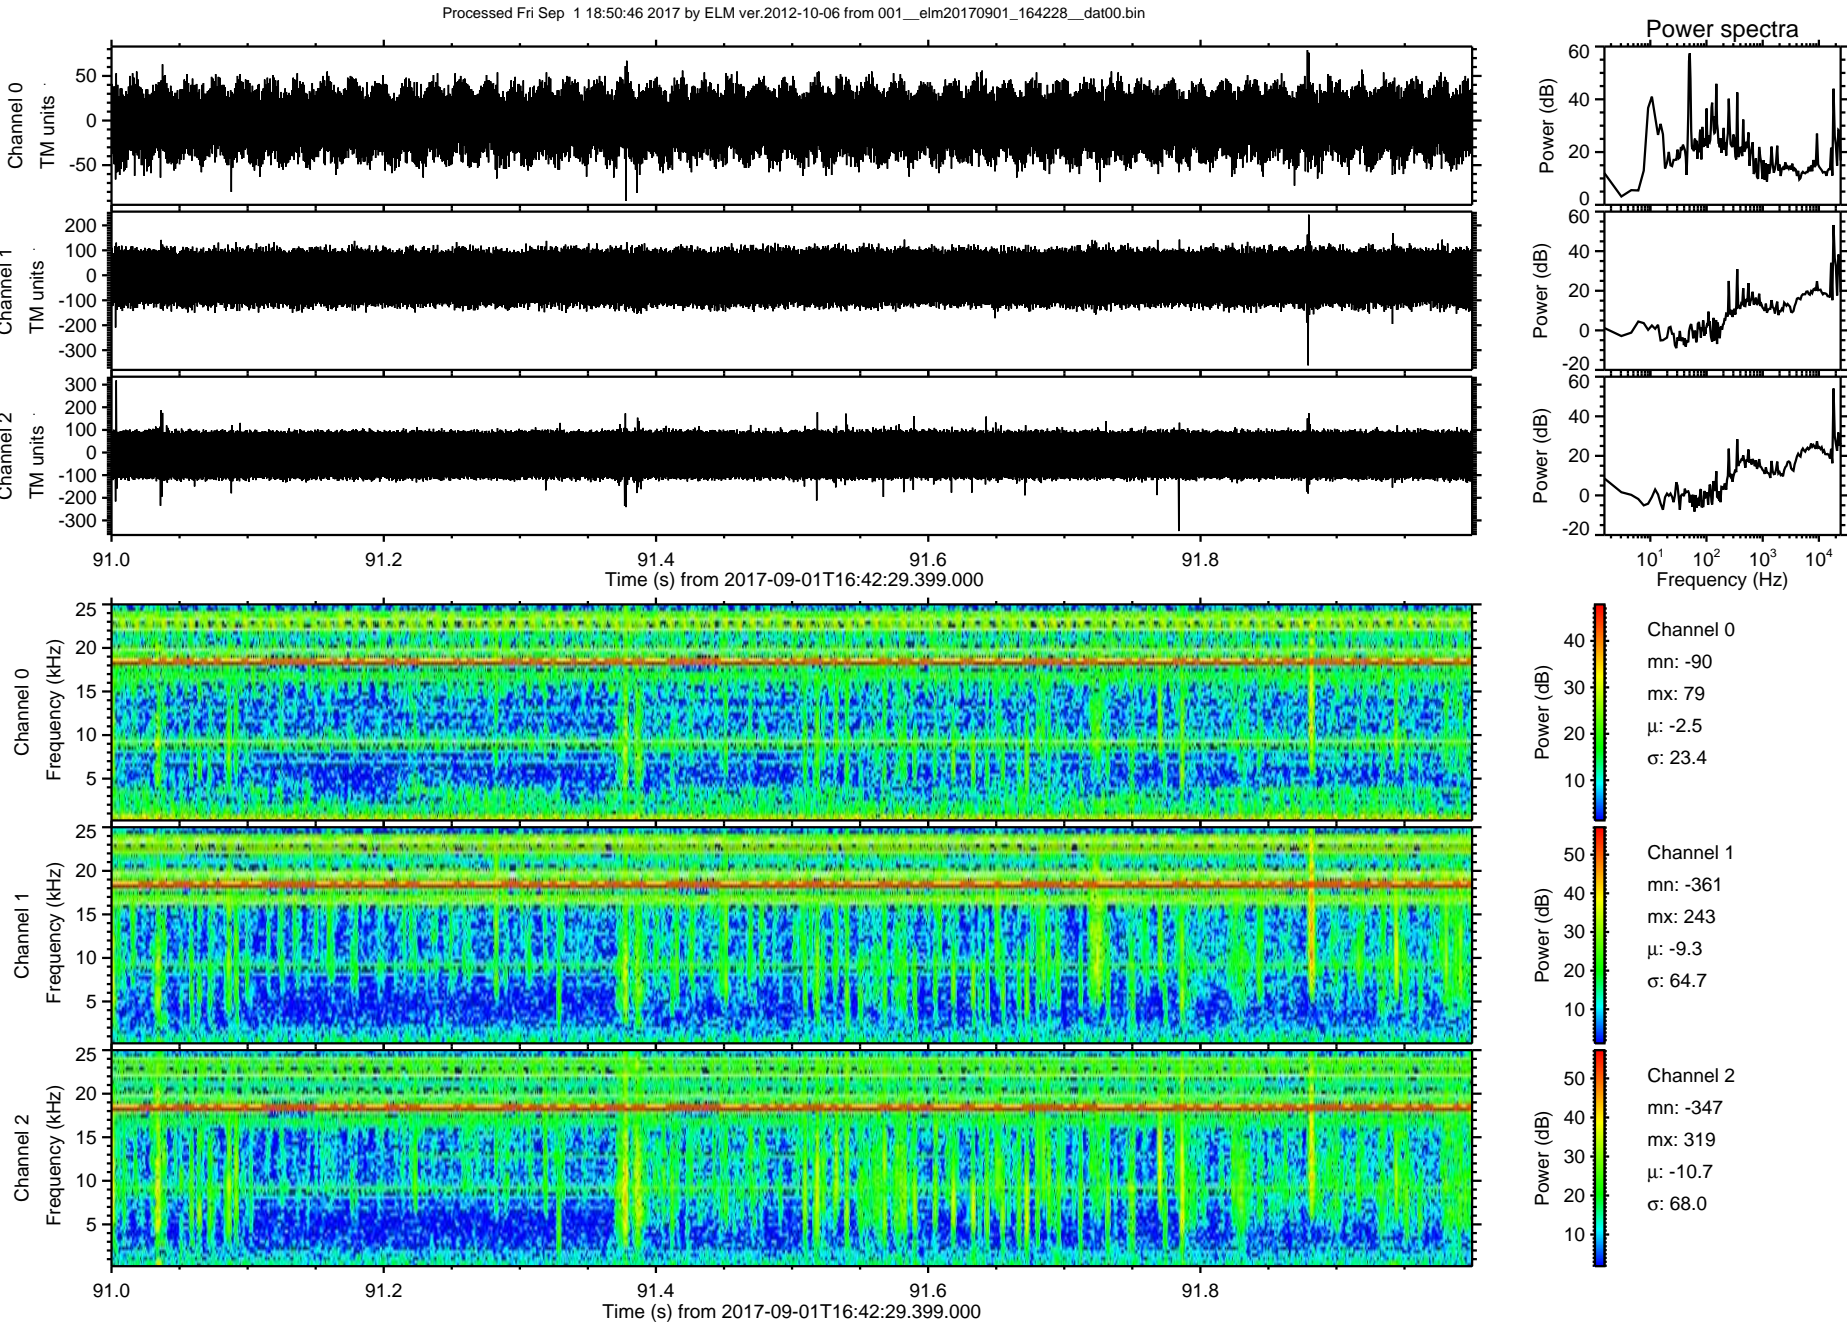 Processed Fri Sep 1 18:50:46 2017 by ELM ver.2012-10-06 from 001__elm20170901_164228__dat00.bin
Power spectra
Channel 0
TM units
50
0
-50
Power (dB)
60
40
20
0
Channel 1
TM units
200
100
0
-100
-200
-300
Power (dB)
60
40
20
0
-20
Channel 2
TM units
300
200
100
0
-100
-200
-300
Power (dB)
60
40
20
0
-20
91.0 91.2 91.4 91.6 91.8
Time (s) from 2017-09-01T16:42:29.399.000
10^1 10^2 10^3 10^4
Frequency (Hz)
Channel 0
Frequency (kHz)
25
20
15
10
5
Power (dB)
40
30
20
10
Channel 0
mn: -90
mx: 79
μ: -2.5
σ: 23.4
Channel 1
Frequency (kHz)
25
20
15
10
5
Power (dB)
50
40
30
20
10
Channel 1
mn: -361
mx: 243
μ: -9.3
σ: 64.7
Channel 2
Frequency (kHz)
25
20
15
10
5
Power (dB)
50
40
30
20
10
Channel 2
mn: -347
mx: 319
μ: -10.7
σ: 68.0
91.0 91.2 91.4 91.6 91.8
Time (s) from 2017-09-01T16:42:29.399.000